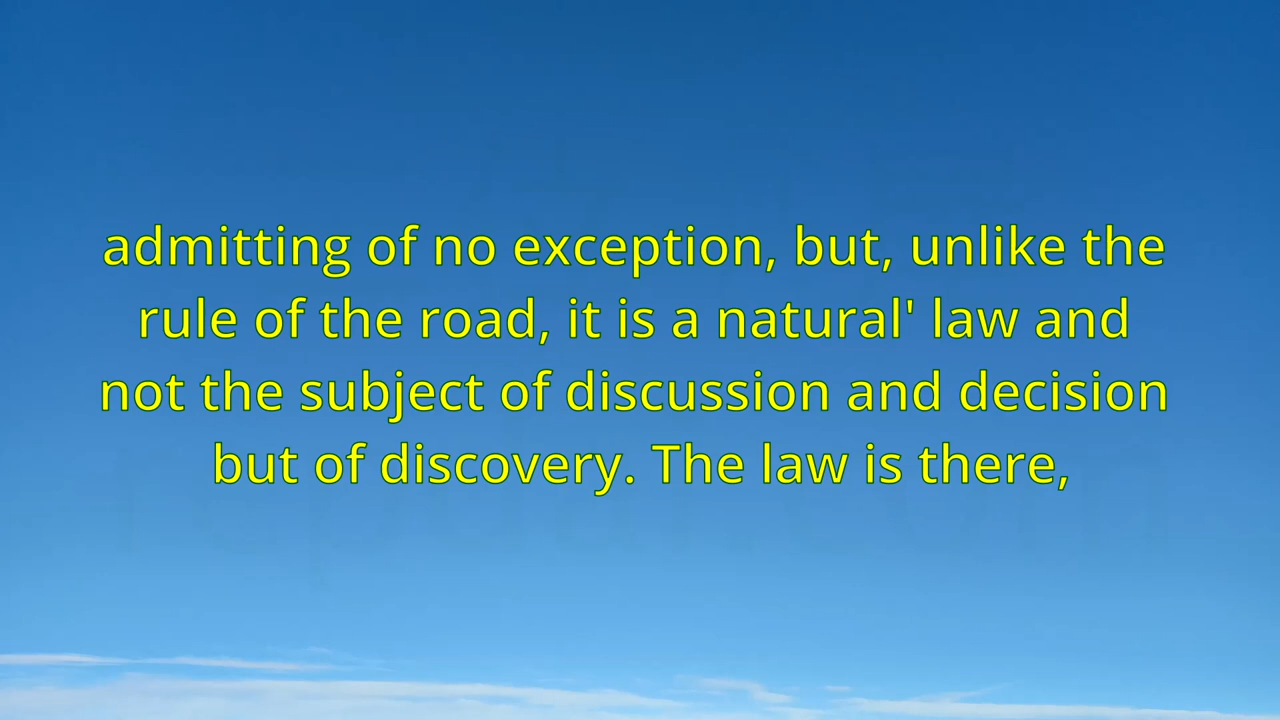 admitting of no exception, but, unlike the
rule of the road, it is a natural' law and
not the subject of discussion and decision
but of discovery. The law is there,